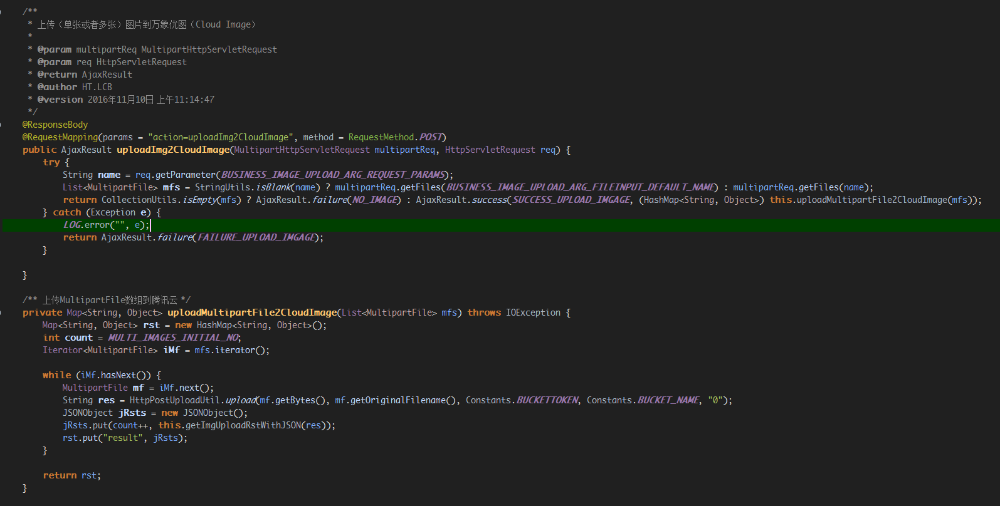 /**
 * 上传（单张或者多张）图片到万象优图（Cloud Image）
 *
 * @param multipartReq MultipartHttpServletRequest
 * @param req HttpServletRequest
 * @return AjaxResult
 * @author HT.LCB
 * @version 2016年11月10日 上午11:14:47
 */
@ResponseBody
@RequestMapping(params = "action=uploadImg2CloudImage", method = RequestMethod.POST)
public AjaxResult uploadImg2CloudImage(MultipartHttpServletRequest multipartReq, HttpServletRequest req) {
    try {
        String name = req.getParameter(BUSINESS_IMAGE_UPLOAD_ARG_REQUEST_PARAMS);
        List<MultipartFile> mfs = StringUtils.isBlank(name) ? multipartReq.getFiles(BUSINESS_IMAGE_UPLOAD_ARG_FILEINPUT_DEFAULT_NAME) : multipartReq.getFiles(name);
        return CollectionUtils.isEmpty(mfs) ? AjaxResult.failure(NO_IMAGE) : AjaxResult.success(SUCCESS_UPLOAD_IMGAGE, (HashMap<String, Object>) this.uploadMultipartFile2CloudImage(mfs));
    } catch (Exception e) {
        LOG.error("", e);
        return AjaxResult.failure(FAILURE_UPLOAD_IMGAGE);
    }
}
/** 上传MultipartFile数组到腾讯云 */
private Map<String, Object> uploadMultipartFile2CloudImage(List<MultipartFile> mfs) throws IOException {
    Map<String, Object> rst = new HashMap<String, Object>();
    int count = MULTI_IMAGES_INITIAL_NO;
    Iterator<MultipartFile> iMf = mfs.iterator();
    while (iMf.hasNext()) {
        MultipartFile mf = iMf.next();
        String res = HttpPostUploadUtil.upload(mf.getBytes(), mf.getOriginalFilename(), Constants.BUCKETTOKEN, Constants.BUCKET_NAME, "0");
        JSONObject jRsts = new JSONObject();
        jRsts.put(count++, this.getImgUploadRstWithJSON(res));
        rst.put("result", jRsts);
    }
    return rst;
}